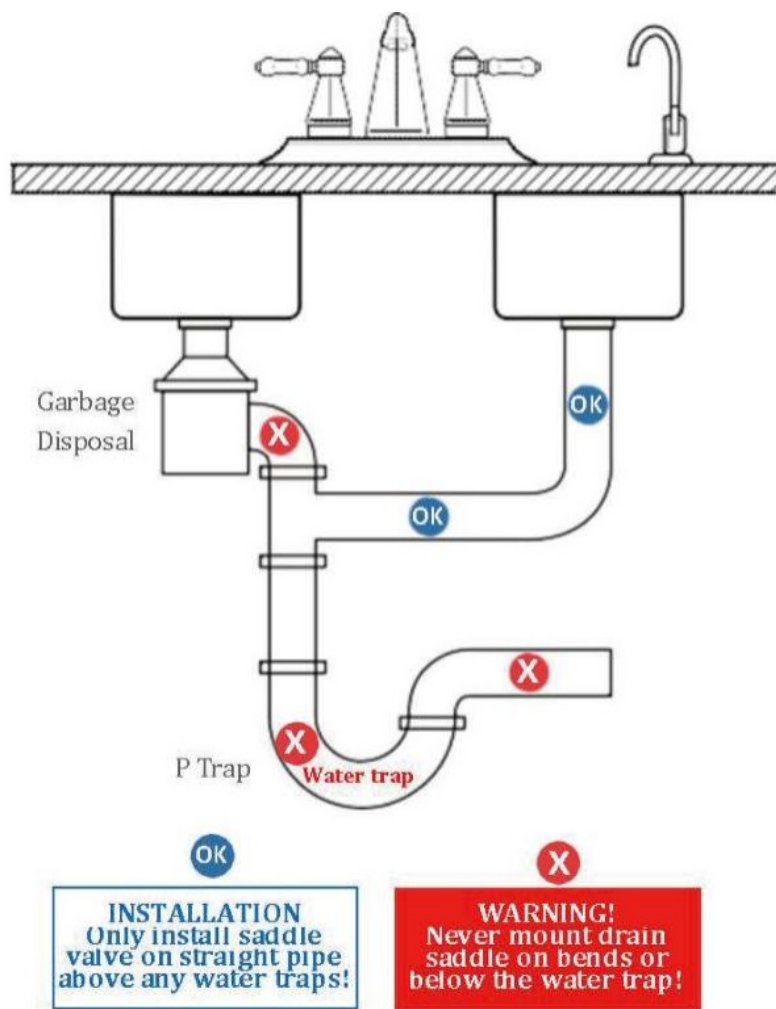 Garbage
Disposal
X
OK
OK
X
X
P Trap
Water trap
OK
INSTALLATION
Only install saddle
valve on straight pipe
above any water traps!
X
WARNING!
Never mount drain
saddle on bends or
below the water trap!